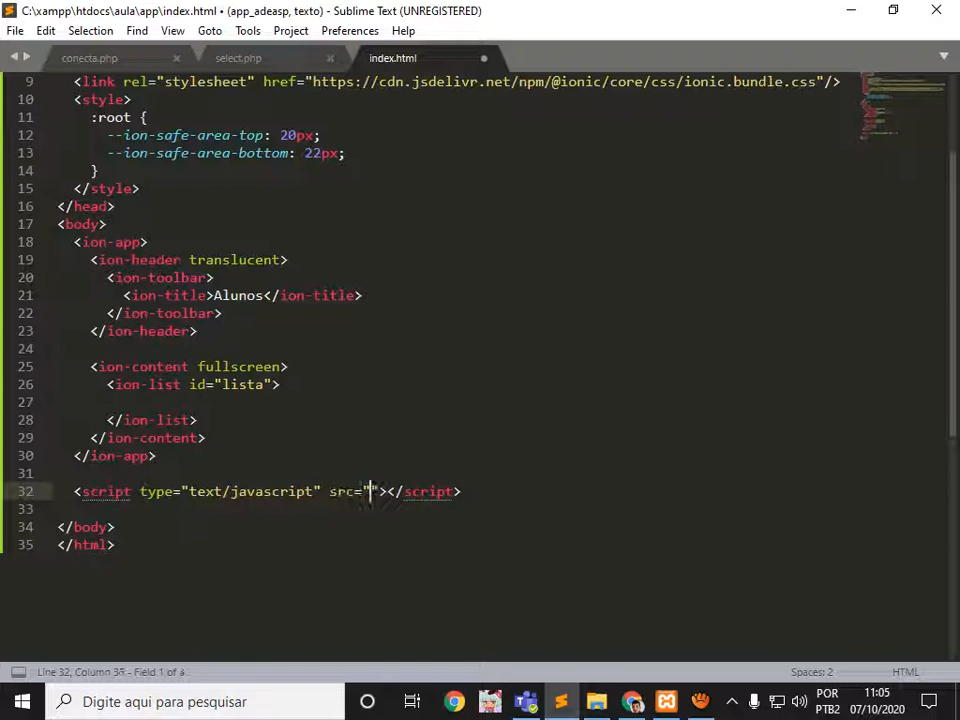 C:\xampp\htdocs\aula\app\index.html • (app_adeasp, texto) - Sublime Text (UNREGISTERED)
File Edit Selection Find View Goto Tools Project Preferences Help
conecta.php select.php index.html
9 <link rel="stylesheet" href="https://cdn.jsdelivr.net/npm/@ionic/core/css/ionic.bundle.css"/>
10 <style>
11 :root {
12 --ion-safe-area-top: 20px;
13 --ion-safe-area-bottom: 22px;
14 }
15 </style>
16 </head>
17 <body>
18 <ion-app>
19 <ion-header translucent>
20 <ion-toolbar>
21 <ion-title>Alunos</ion-title>
22 </ion-toolbar>
23 </ion-header>
24
25 <ion-content fullscreen>
26 <ion-list id="lista">
27
28 </ion-list>
29 </ion-content>
30 </ion-app>
31
32 <script type="text/javascript" src=""></script>
33
34 </body>
35 </html>
Line 32, Column 35 - Field 1 of 4 Spaces: 2 HTML
Digite aqui para pesquisar
POR
PTB2
11:05
07/10/2020